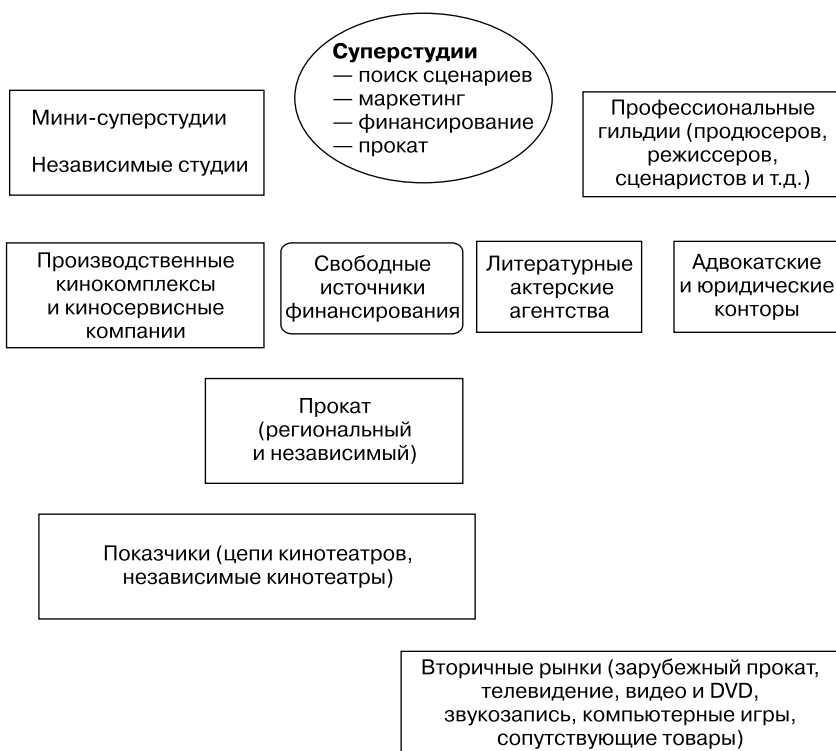 Суперстудии
— поиск сценариев
— маркетинг
— финансирование
— прокат
Мини-суперстудии
Независимые студии
Профессиональные
гильдии (продюсеров,
режиссеров,
сценаристов и т.д.)
Производственные
кинокомплексы
и киносервисные
компании
Свободные
источники
финансирования
Литературные
актерские
агентства
Адвокатские
и юридические
конторы
Прокат
(региональный
и независимый)
Показчики (цепи кинотеатров,
независимые кинотеатры)
Вторичные рынки (зарубежный прокат,
телевидение, видео и DVD,
звукозапись, компьютерные игры,
сопутствующие товары)